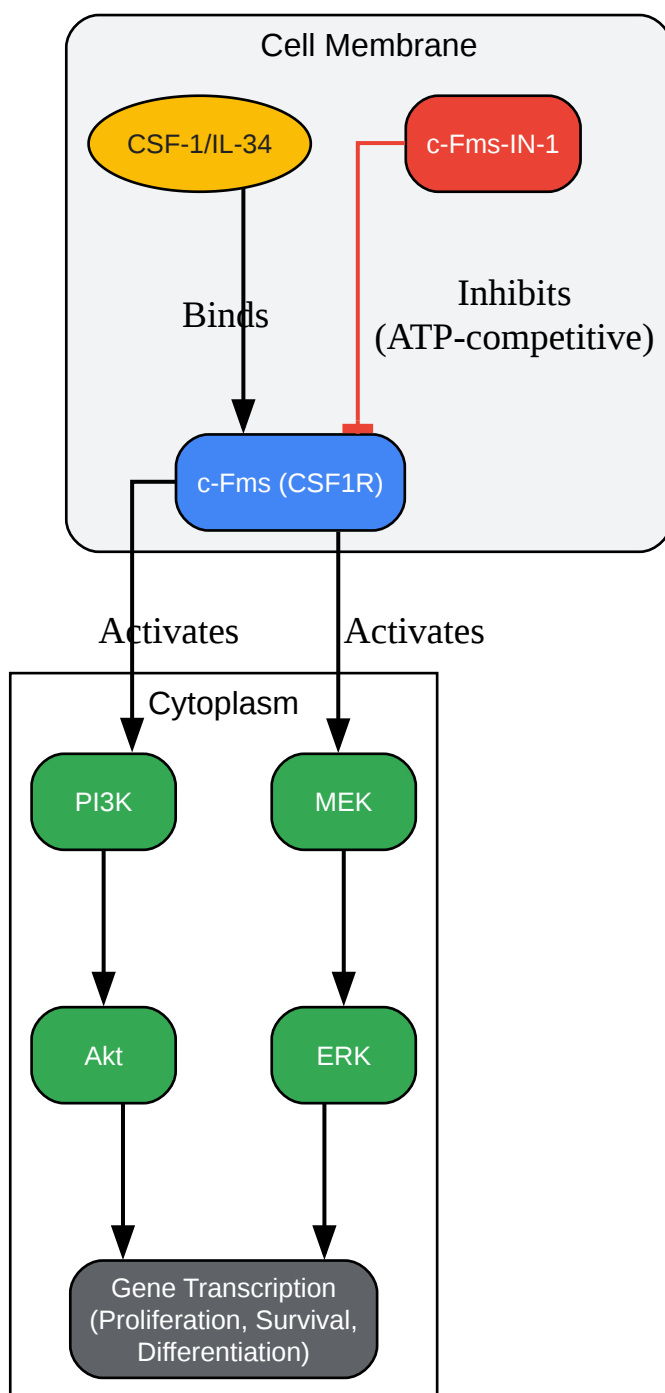 Cell Membrane
CSF-1/IL-34
c-Fms-IN-1
Binds
Inhibits
(ATP-competitive)
c-Fms (CSF1R)
Activates
Activates
Cytoplasm
PI3K
MEK
Akt
ERK
Gene Transcription
(Proliferation, Survival,
Differentiation)